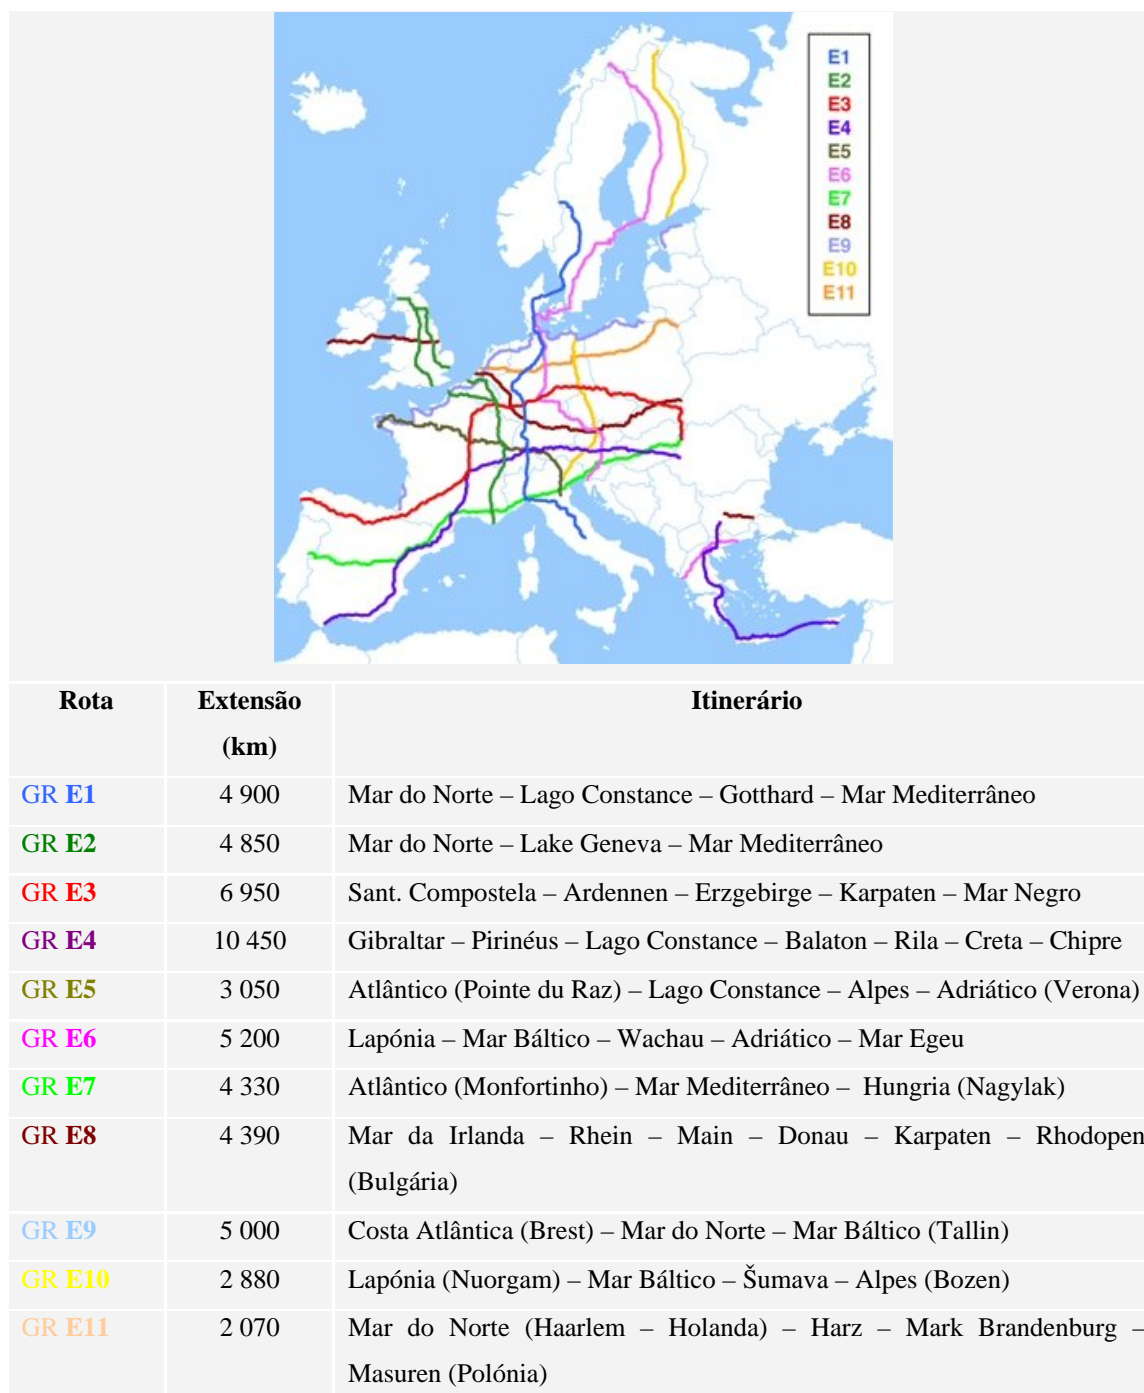 E1
E2
E3
E4
E5
E6
E7
E8
E9
E10
E11
Rota Extensão (km) Itinerário
GR E1 4 900 Mar do Norte – Lago Constance – Gotthard – Mar Mediterrâneo
GR E2 4 850 Mar do Norte – Lake Geneva – Mar Mediterrâneo
GR E3 6 950 Sant. Compostela – Ardennen – Erzgebirge – Karpaten – Mar Negro
GR E4 10 450 Gibraltar – Pirinéus – Lago Constance – Balaton – Rila – Creta – Chipre
GR E5 3 050 Atlântico (Pointe du Raz) – Lago Constance – Alpes – Adriático (Verona)
GR E6 5 200 Lapónia – Mar Báltico – Wachau – Adriático – Mar Egeu
GR E7 4 330 Atlântico (Monfortinho) – Mar Mediterrâneo – Hungria (Nagylak)
GR E8 4 390 Mar da Irlanda – Rhein – Main – Donau – Karpaten – Rhodopen
(Bulgária)
GR E9 5 000 Costa Atlântica (Brest) – Mar do Norte – Mar Báltico (Tallin)
GR E10 2 880 Lapónia (Nuorgam) – Mar Báltico – Šumava – Alpes (Bozen)
GR E11 2 070 Mar do Norte (Haarlem – Holanda) – Harz – Mark Brandenburg –
Masuren (Polónia)